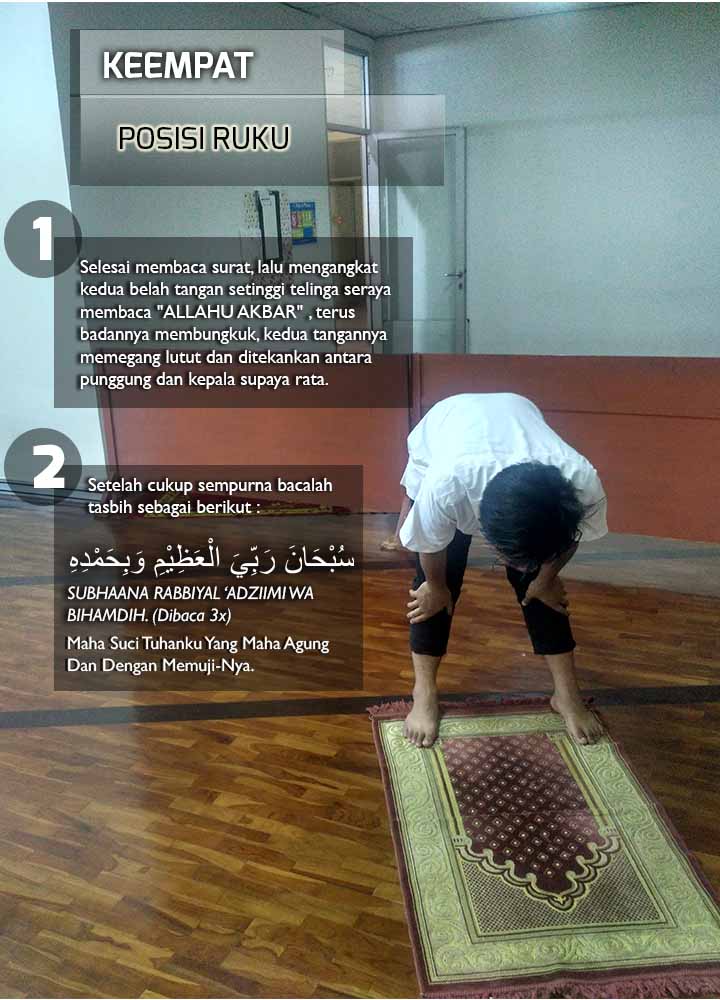 KEEMPAT
POSISI RUKU
1
Selesai membaca surat, lalu mengangkat
kedua belah tangan setinggi telinga seraya
membaca "ALLAHU AKBAR" , terus
badannya membungkuk, kedua tangannya
memegang lutut dan ditekankan antara
punggung dan kepala supaya rata.
2
Setelah cukup sempurna bacalah
tasbih sebagai berikut :
سُبْحَانَ رَبِّيَ الْعَظِيْمِ وَبِحَمْدِهِ
SUBHAANA RABBIYAL ‘ADZIIMI WA
BIHAMDIH. (Dibaca 3x)
Maha Suci Tuhanku Yang Maha Agung
Dan Dengan Memuji-Nya.